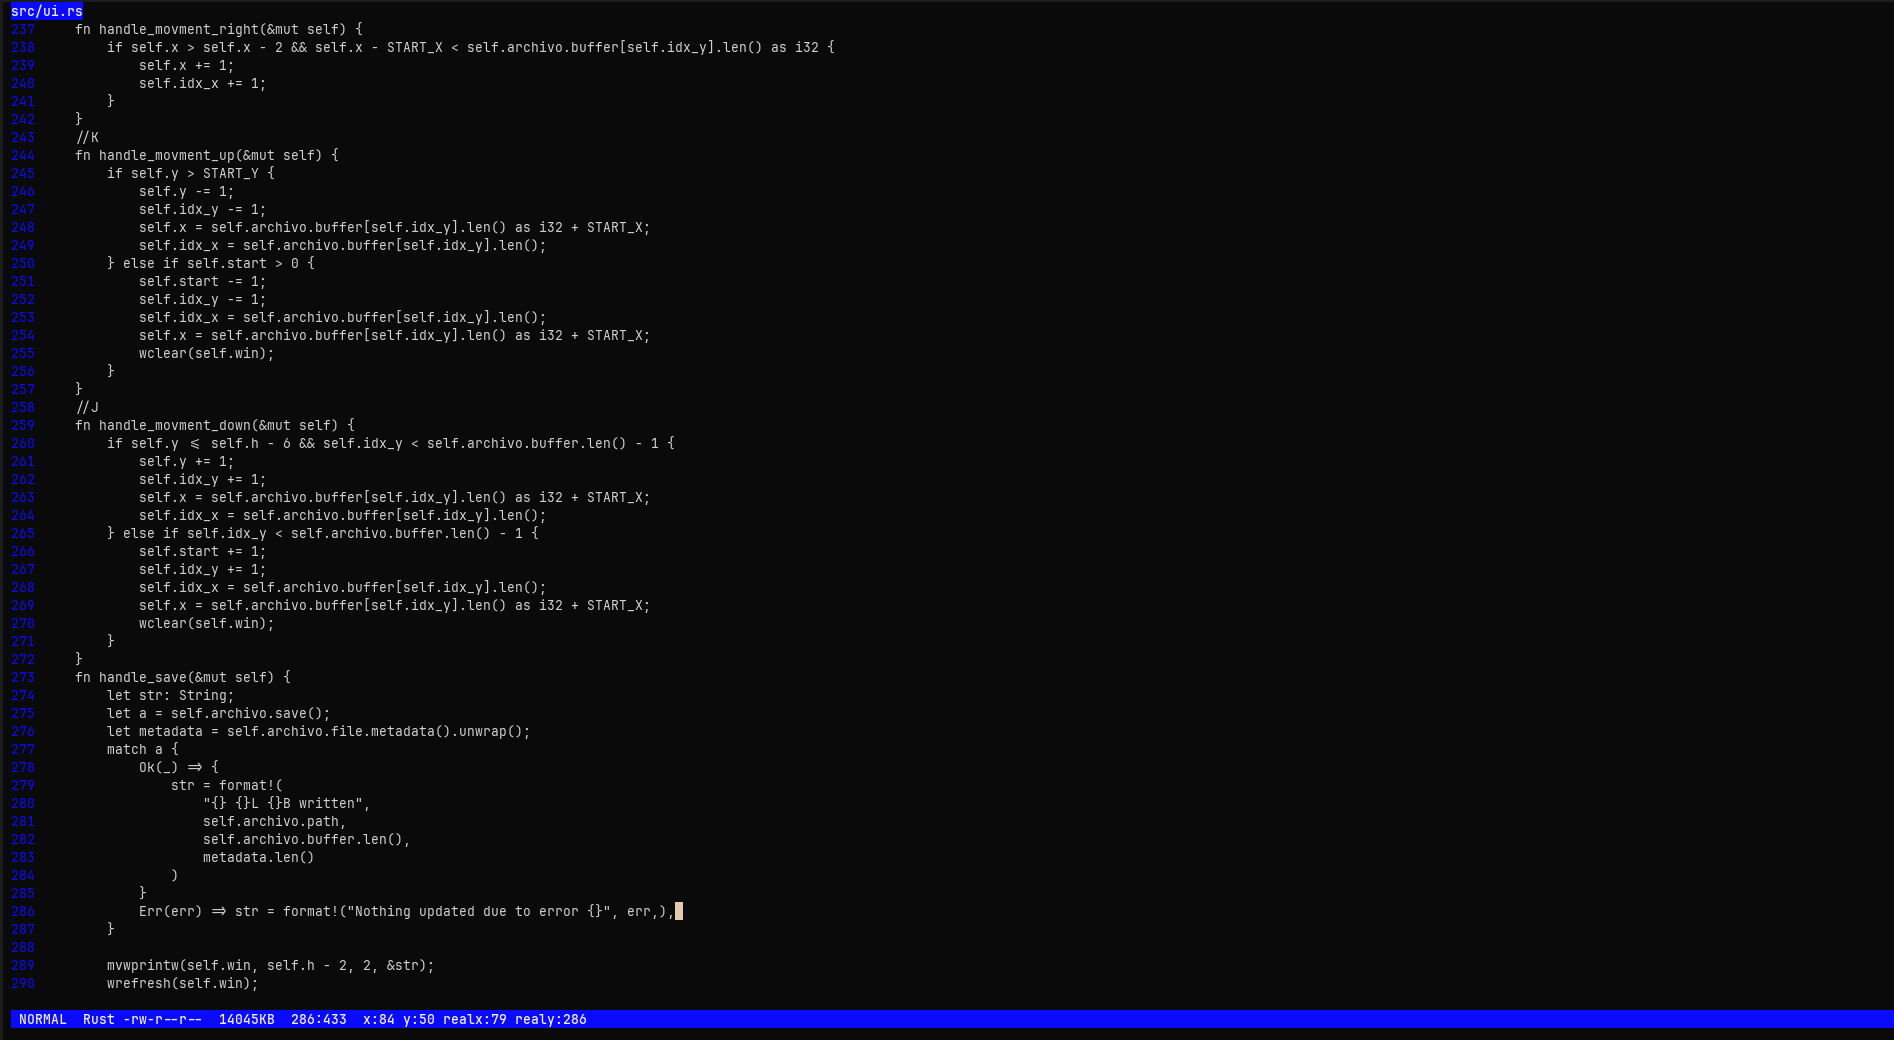 src/ui.rs
237     fn handle_movment_right(&mut self) {
238         if self.x > self.x - 2 && self.x - START_X < self.archivo.buffer[self.idx_y].len() as i32 {
239             self.x += 1;
240             self.idx_x += 1;
241         }
242     }
243     //K
244     fn handle_movment_up(&mut self) {
245         if self.y > START_Y {
246             self.y -= 1;
247             self.idx_y -= 1;
248             self.x = self.archivo.buffer[self.idx_y].len() as i32 + START_X;
249             self.idx_x = self.archivo.buffer[self.idx_y].len();
250         } else if self.start > 0 {
251             self.start -= 1;
252             self.idx_y -= 1;
253             self.idx_x = self.archivo.buffer[self.idx_y].len();
254             self.x = self.archivo.buffer[self.idx_y].len() as i32 + START_X;
255             wclear(self.win);
256         }
257     }
258     //J
259     fn handle_movment_down(&mut self) {
260         if self.y <= self.h - 6 && self.idx_y < self.archivo.buffer.len() - 1 {
261             self.y += 1;
262             self.idx_y += 1;
263             self.x = self.archivo.buffer[self.idx_y].len() as i32 + START_X;
264             self.idx_x = self.archivo.buffer[self.idx_y].len();
265         } else if self.idx_y < self.archivo.buffer.len() - 1 {
266             self.start += 1;
267             self.idx_y += 1;
268             self.idx_x = self.archivo.buffer[self.idx_y].len();
269             self.x = self.archivo.buffer[self.idx_y].len() as i32 + START_X;
270             wclear(self.win);
271         }
272     }
273     fn handle_save(&mut self) {
274         let str: String;
275         let a = self.archivo.save();
276         let metadata = self.archivo.file.metadata().unwrap();
277         match a {
278             Ok(_) => {
279                 str = format!(
280                     "{} {}L {}B written",
281                     self.archivo.path,
282                     self.archivo.buffer.len(),
283                     metadata.len()
284                 )
285             }
286             Err(err) => str = format!("Nothing updated due to error {}", err,),
287         }
288
289         mvwprintw(self.win, self.h - 2, 2, &str);
290         wrefresh(self.win);
NORMAL  Rust -rw-r--r--  14045KB  286:433  x:84 y:50 realx:79 realy:286